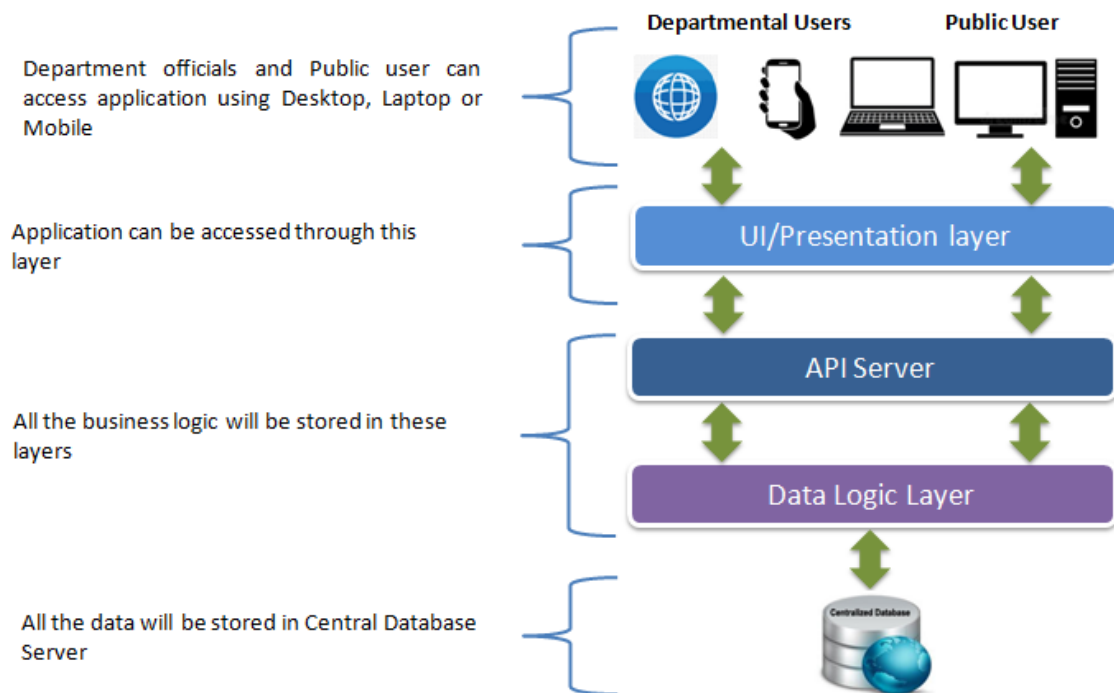 Departmental Users
Public User
Department officials and Public user can
access application using Desktop, Laptop or
Mobile
Application can be accessed through this
layer
UI/Presentation layer
API Server
All the business logic will be stored in these
layers
Data Logic Layer
All the data will be stored in Central Database
Server
Centralized Database